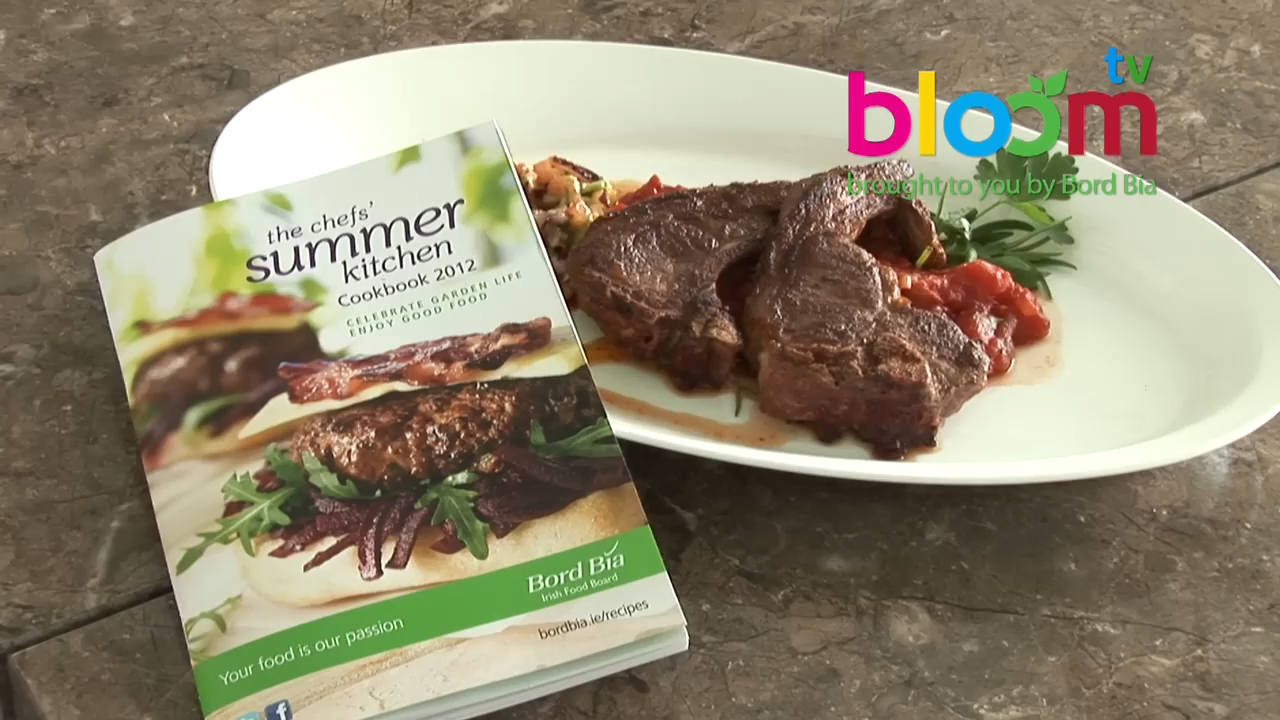 bloom tv
brought to you by Bord Bia
the chefs'
summer
kitchen
Cookbook 2012
CELEBRATE GARDEN LIFE
ENJOY GOOD FOOD
Bord Bia
Irish Food Board
Your food is our passion
bordbia.ie/recipes
f